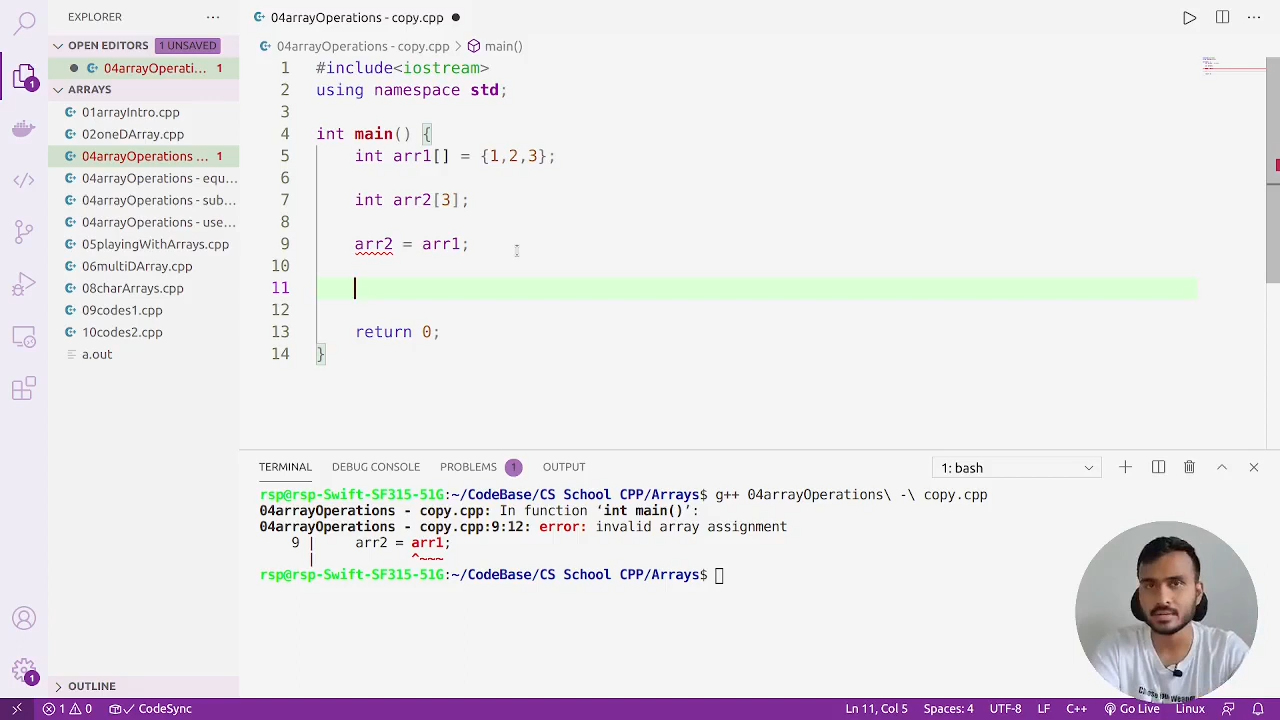 EXPLORER
04arrayOperations - copy.cpp
OPEN EDITORS 1 UNSAVED
04arrayOperati... 1
ARRAYS
01arrayIntro.cpp
02oneDArray.cpp
04arrayOperations ... 1
04arrayOperations - equ...
04arrayOperations - sub...
04arrayOperations - use...
05playingWithArrays.cpp
06multiDArray.cpp
08charArrays.cpp
09codes1.cpp
10codes2.cpp
a.out
OUTLINE
04arrayOperations - copy.cpp > main()
1 #include<iostream>
2 using namespace std;
3
4 int main() {
5 int arr1[] = {1,2,3};
6
7 int arr2[3];
8
9 arr2 = arr1;
10
11
12
13 return 0;
14 }
TERMINAL DEBUG CONSOLE PROBLEMS 1 OUTPUT 1: bash
rsp@rsp-Swift-SF315-51G:~/CodeBase/CS School CPP/Arrays$ g++ 04arrayOperations\ -\ copy.cpp
04arrayOperations - copy.cpp: In function ‘int main()’:
04arrayOperations - copy.cpp:9:12: error: invalid array assignment
9 | arr2 = arr1;
| ^~~~
rsp@rsp-Swift-SF315-51G:~/CodeBase/CS School CPP/Arrays$
1 0 CodeSync Ln 11, Col 5 Spaces: 4 UTF-8 LF C++ Go Live Linux